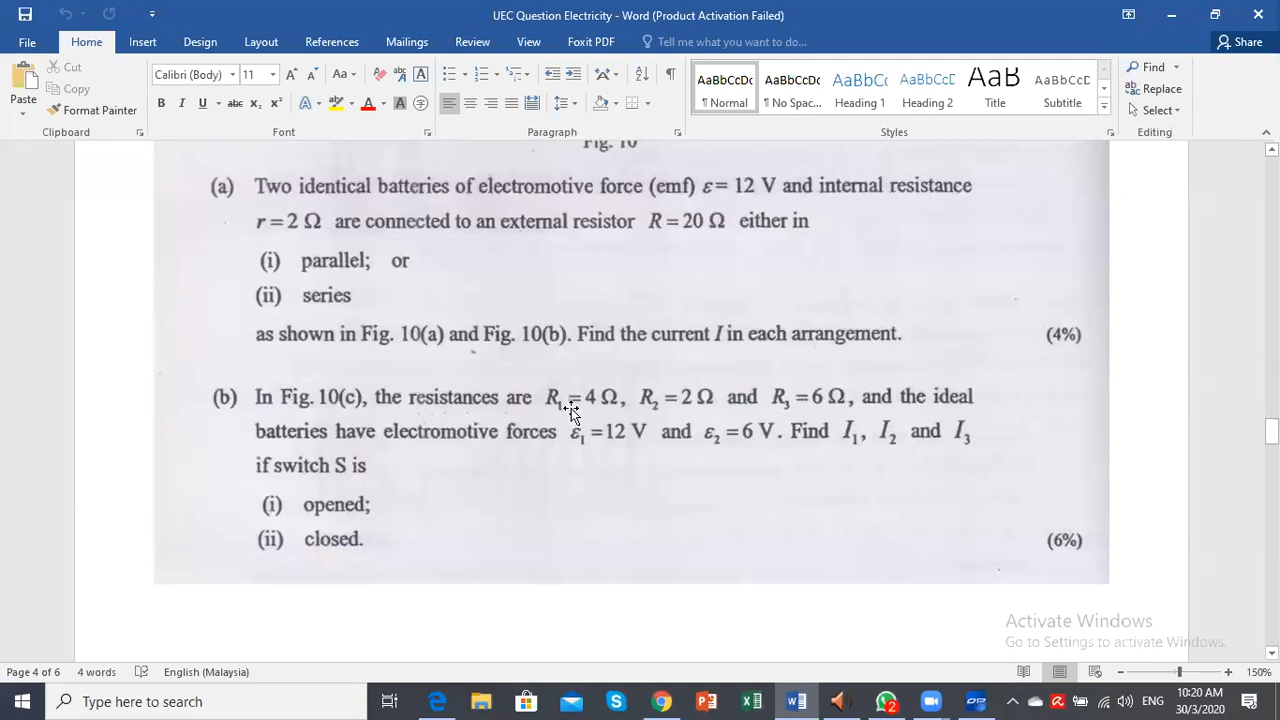 UEC Question Electricity - Word (Product Activation Failed)
File Home Insert Design Layout References Mailings Review View Foxit PDF Tell me what you want to do... Share
Paste
Cut
Copy
Format Painter
Clipboard
Calibri (Body) 11
Font
Paragraph
AaBbCcDc AaBbCcDc AaBbCc AaBbCcD AaB AaBbCcD
¶ Normal ¶ No Spac... Heading 1 Heading 2 Title Subtitle
Styles
Find
Replace
Select
Editing
Fig. 10
(a) Two identical batteries of electromotive force (emf) ε = 12 V and internal resistance
r = 2 Ω are connected to an external resistor R = 20 Ω either in
(i) parallel; or
(ii) series
as shown in Fig. 10(a) and Fig. 10(b). Find the current I in each arrangement. (4%)
(b) In Fig. 10(c), the resistances are R₁ = 4 Ω, R₂ = 2 Ω and R₃ = 6 Ω, and the ideal
batteries have electromotive forces ε₁ = 12 V and ε₂ = 6 V. Find I₁, I₂ and I₃
if switch S is
(i) opened;
(ii) closed. (6%)
Activate Windows
Go to Settings to activate Windows.
Page 4 of 6 4 words English (Malaysia) 150%
Type here to search
2
ENG
10:20 AM
30/3/2020